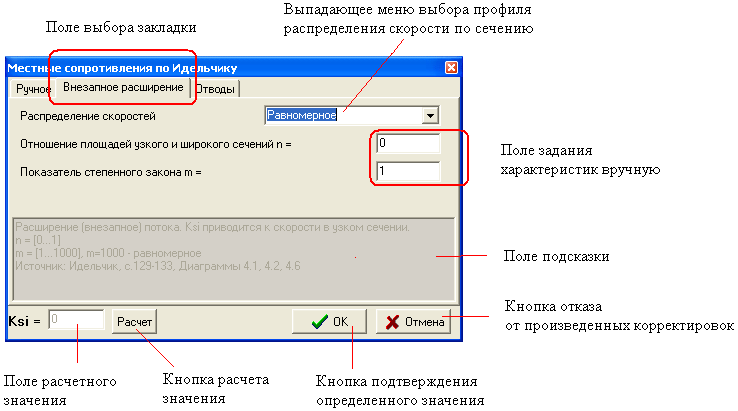 Поле выбора закладки
Выпадающее меню выбора профиля
распределения скорости по сечению
Местные сопротивления по Идельчику
Ручное
Внезапное расширение
Отводы
Распределение скоростей
Равномерное
Отношение площадей узкого и широкого сечений n =
0
Показатель степенного закона m =
1
Поле задания
характеристик вручную
Расширение (внезапное) потока. Ksi приводится к скорости в узком сечении.
n = [0...1]
m = [1...1000], m=1000 - равномерное
Источник: Идельчик, с.129-133, Диаграммы 4.1, 4.2, 4.6
Поле подсказки
Ksi =
0
Расчет
OK
Отмена
Кнопка отказа
от произведенных корректировок
Поле расчетного
значения
Кнопка расчета
значения
Кнопка подтверждения
определенного значения